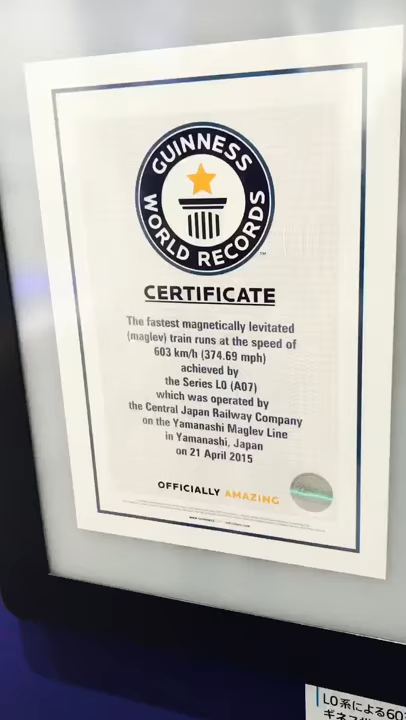 GUINNESS
WORLD RECORDS
™
CERTIFICATE
The fastest magnetically levitated
(maglev) train runs at the speed of
603 km/h (374.69 mph)
achieved by
the Series L0 (A07)
which was operated by
the Central Japan Railway Company
on the Yamanashi Maglev Line
in Yamanashi, Japan
on 21 April 2015
OFFICIALLY AMAZING
L0系による60
ギネス